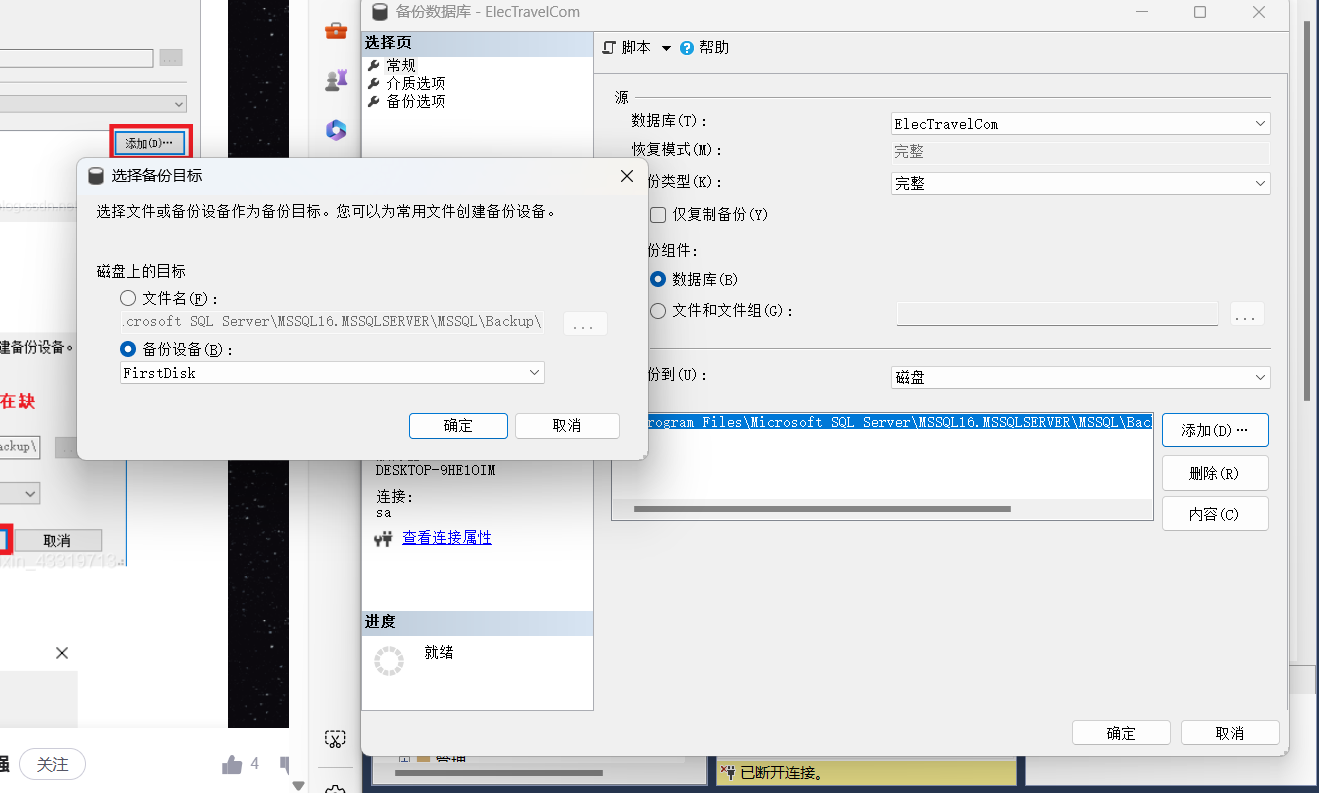 备份数据库 - ElecTravelCom
选择页
常规
介质选项
备份选项
脚本
帮助
源
数据库(T):
ElecTravelCom
恢复模式(M):
完整
份类型(K):
完整
仅复制备份(Y)
份组件:
数据库(B)
文件和文件组(G):
...
份到(U):
磁盘
rogram Files\Microsoft SQL Server\MSSQL16.MSSQLSERVER\MSSQL\Bac
添加(D)…
删除(R)
内容(C)
DESKTOP-9HE1OIM
连接:
sa
查看连接属性
进度
就绪
确定
取消
选择备份目标
选择文件或备份设备作为备份目标。您可以为常用文件创建备份设备。
磁盘上的目标
文件名(F):
crosoft SQL Server\MSSQL16.MSSQLSERVER\MSSQL\Backup\
...
备份设备(B):
FirstDisk
确定
取消
...
添加(D)…
建备份设备。
在缺
ackup\
取消
xin_43319713
强
关注
4
管理
已断开连接。